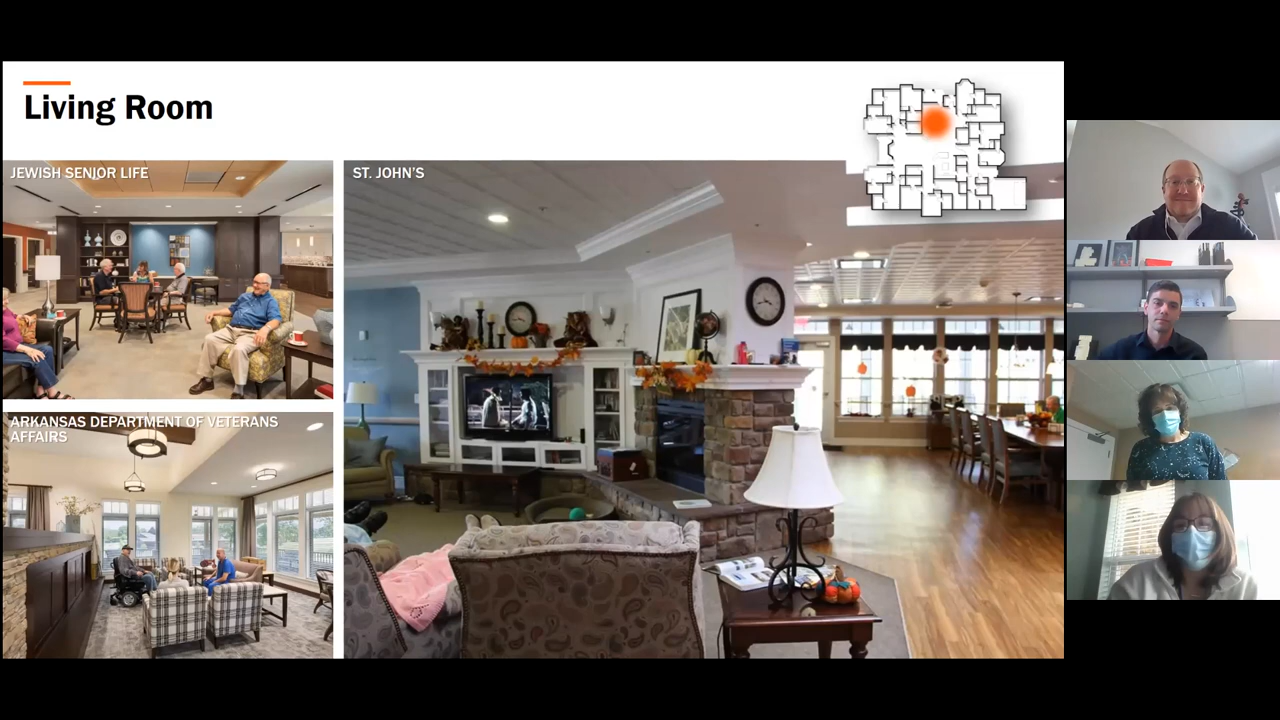 Living Room
JEWISH SENIOR LIFE
ST. JOHN'S
ARKANSAS DEPARTMENT OF VETERANS
AFFAIRS